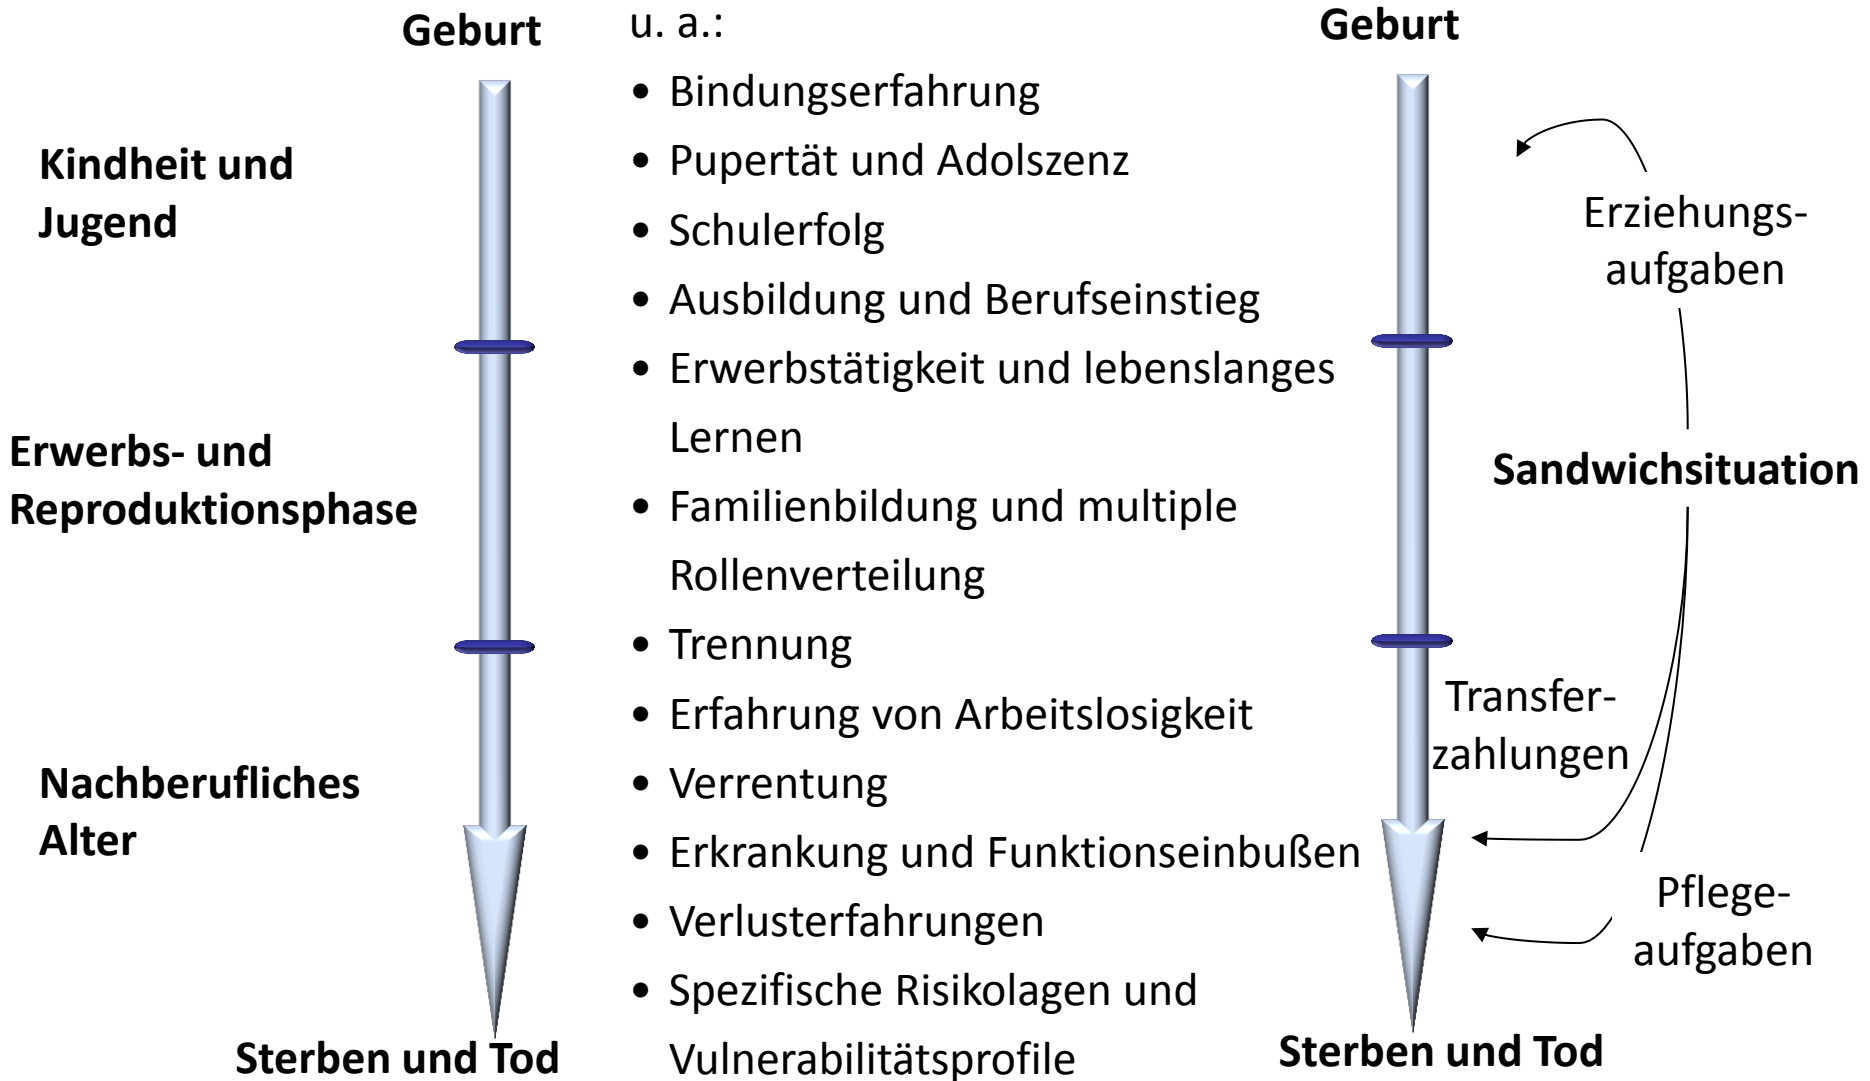 Geburt
Kindheit und
Jugend
Erwerbs- und
Reproduktionsphase
Nachberufliches
Alter
Sterben und Tod
u. a.:
• Bindungserfahrung
• Pupertät und Adolszenz
• Schulerfolg
• Ausbildung und Berufseinstieg
• Erwerbstätigkeit und lebenslanges
Lernen
• Familienbildung und multiple
Rollenverteilung
• Trennung
• Erfahrung von Arbeitslosigkeit
• Verrentung
• Erkrankung und Funktionseinbußen
• Verlusterfahrungen
• Spezifische Risikolagen und
Vulnerabilitätsprofile
Geburt
Erziehungs-
aufgaben
Sandwichsituation
Transfer-
zahlungen
Pflege-
aufgaben
Sterben und Tod